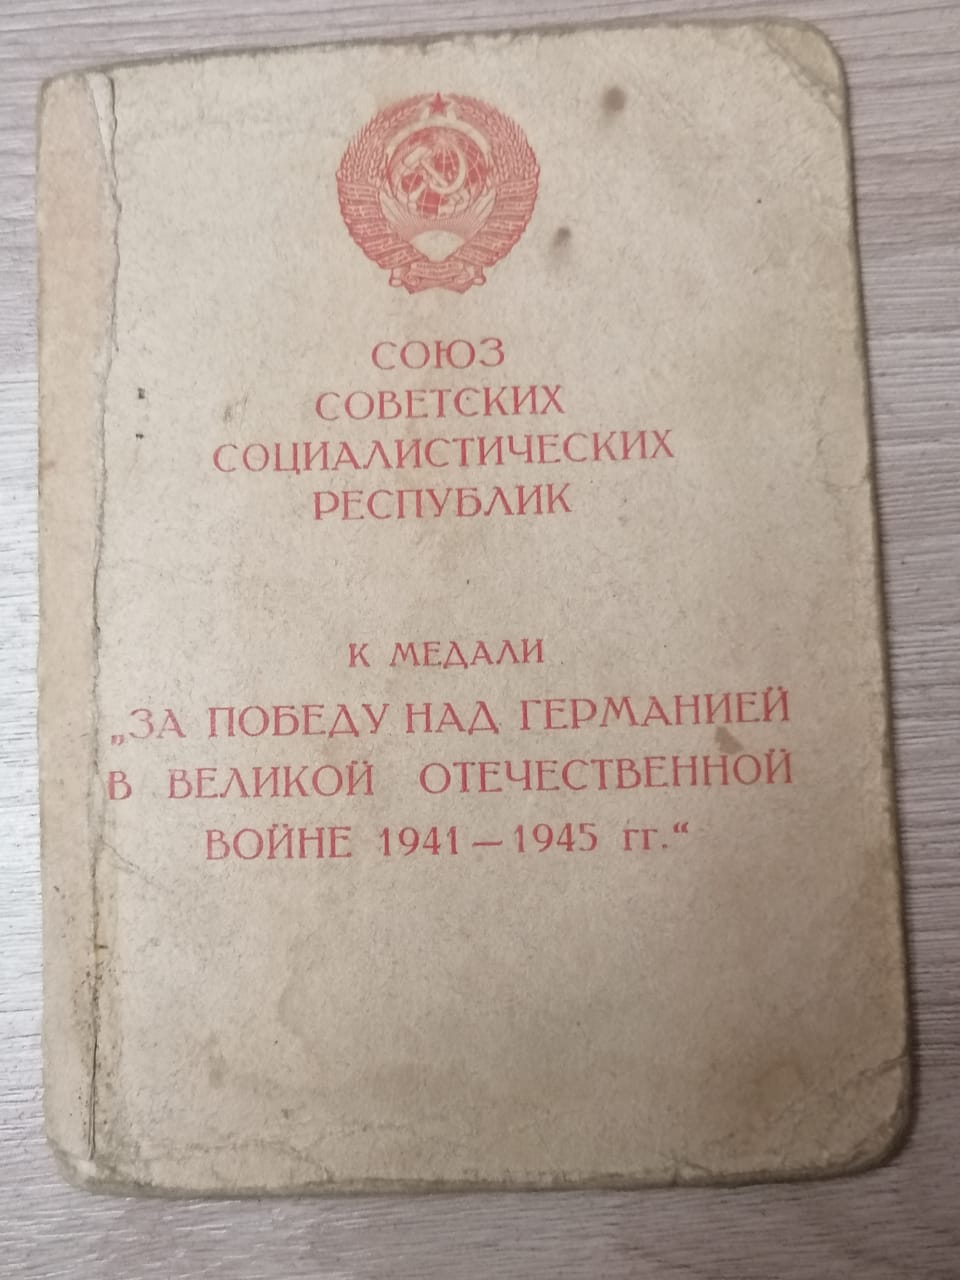 СОЮЗ
СОВЕТСКИХ
СОЦИАЛИСТИЧЕСКИХ
РЕСПУБЛИК
К МЕДАЛИ
„ЗА ПОБЕДУ НАД ГЕРМАНИЕЙ
В ВЕЛИКОЙ ОТЕЧЕСТВЕННОЙ
ВОЙНЕ 1941 — 1945 гг.“